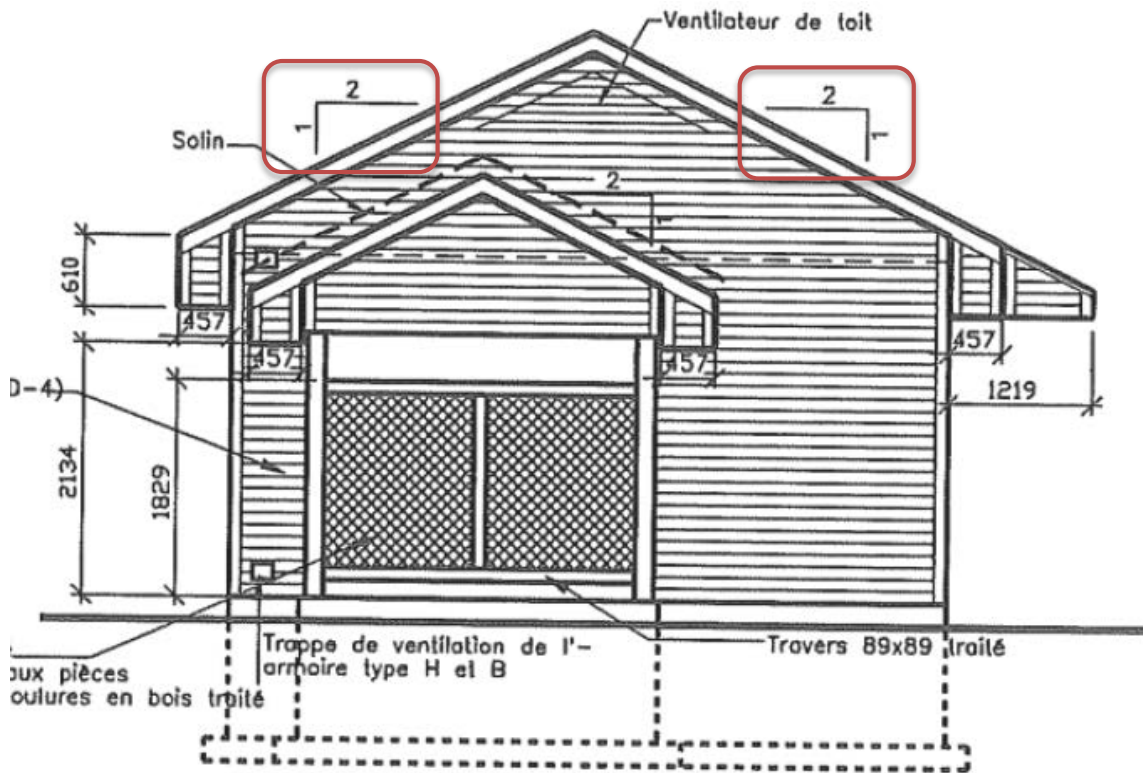 Ventilateur de toit
2
2
1
1
Solin
2
1
610
457
457
457
457
1219
D-4)
2134
1829
Trappe de ventilation de l'-
armoire type H et B
Travers 89x89 traité
aux pièces
oulures en bois traité